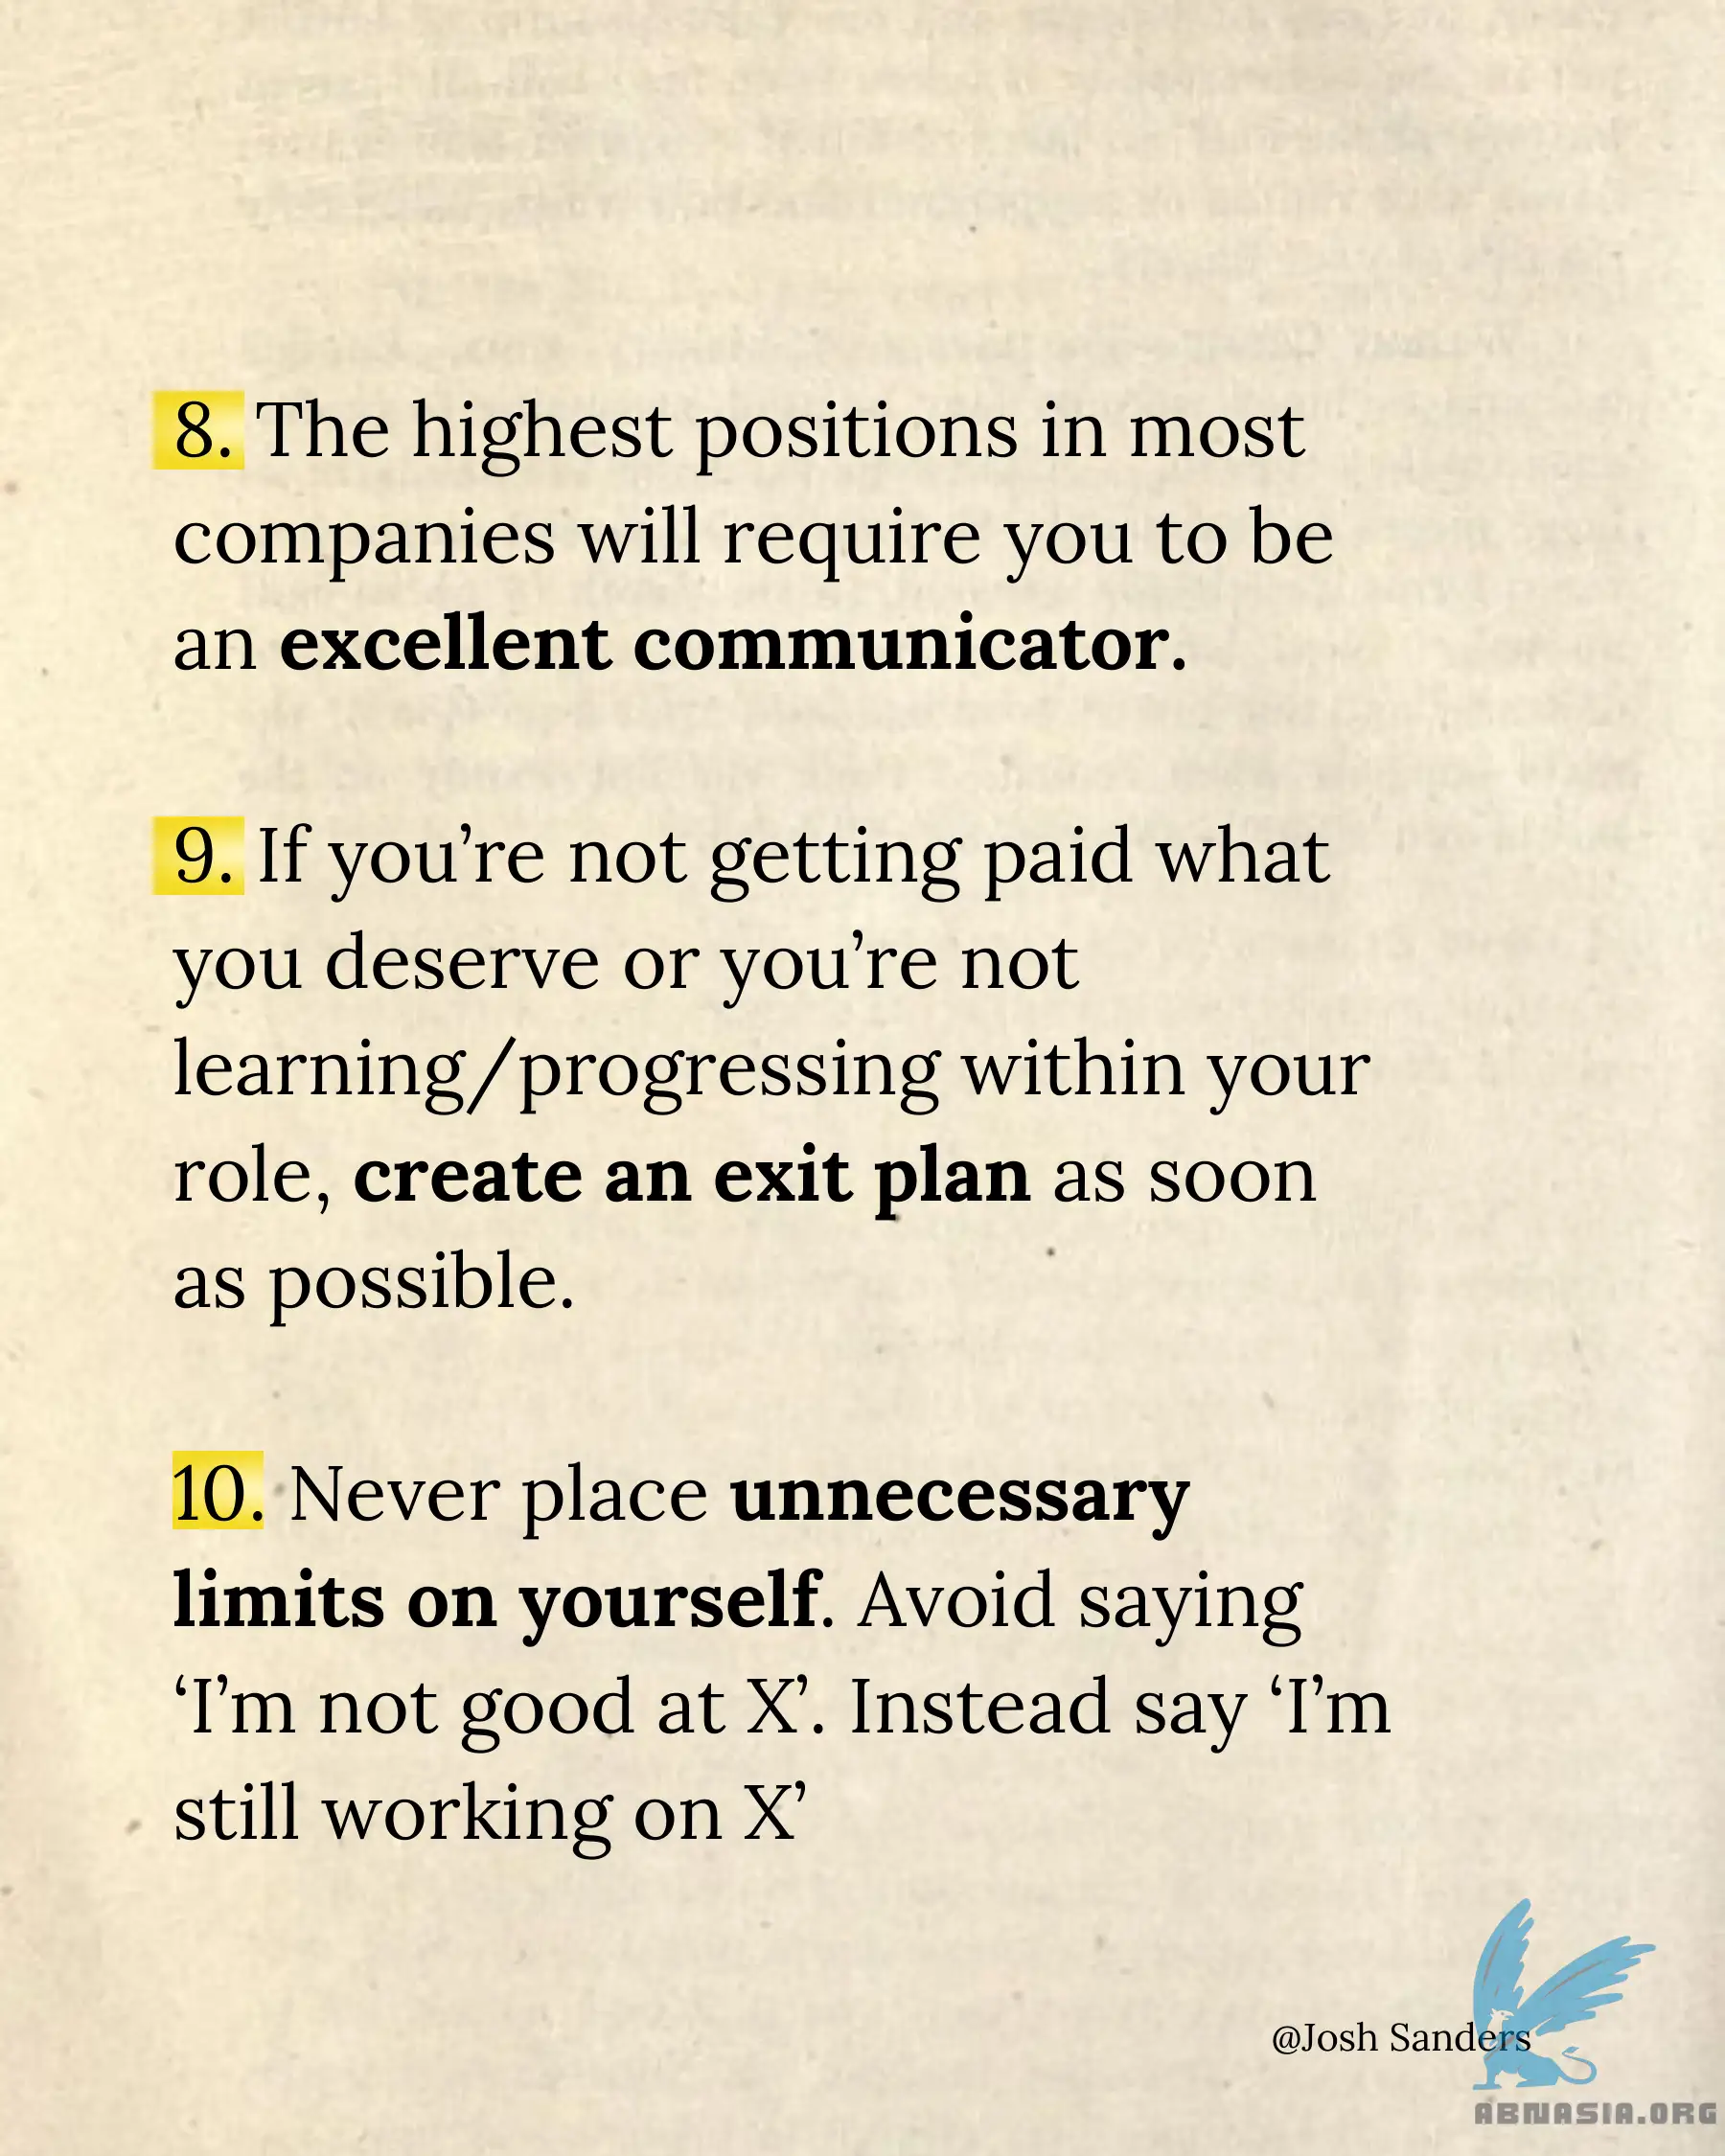 8. The highest positions in most
companies will require you to be
an excellent communicator.
9. If you’re not getting paid what
you deserve or you’re not
learning/progressing within your
role, create an exit plan as soon
as possible.
10. Never place unnecessary
limits on yourself. Avoid saying
‘I’m not good at X’. Instead say ‘I’m
still working on X’
@Josh Sanders
ABNASIA.ORG